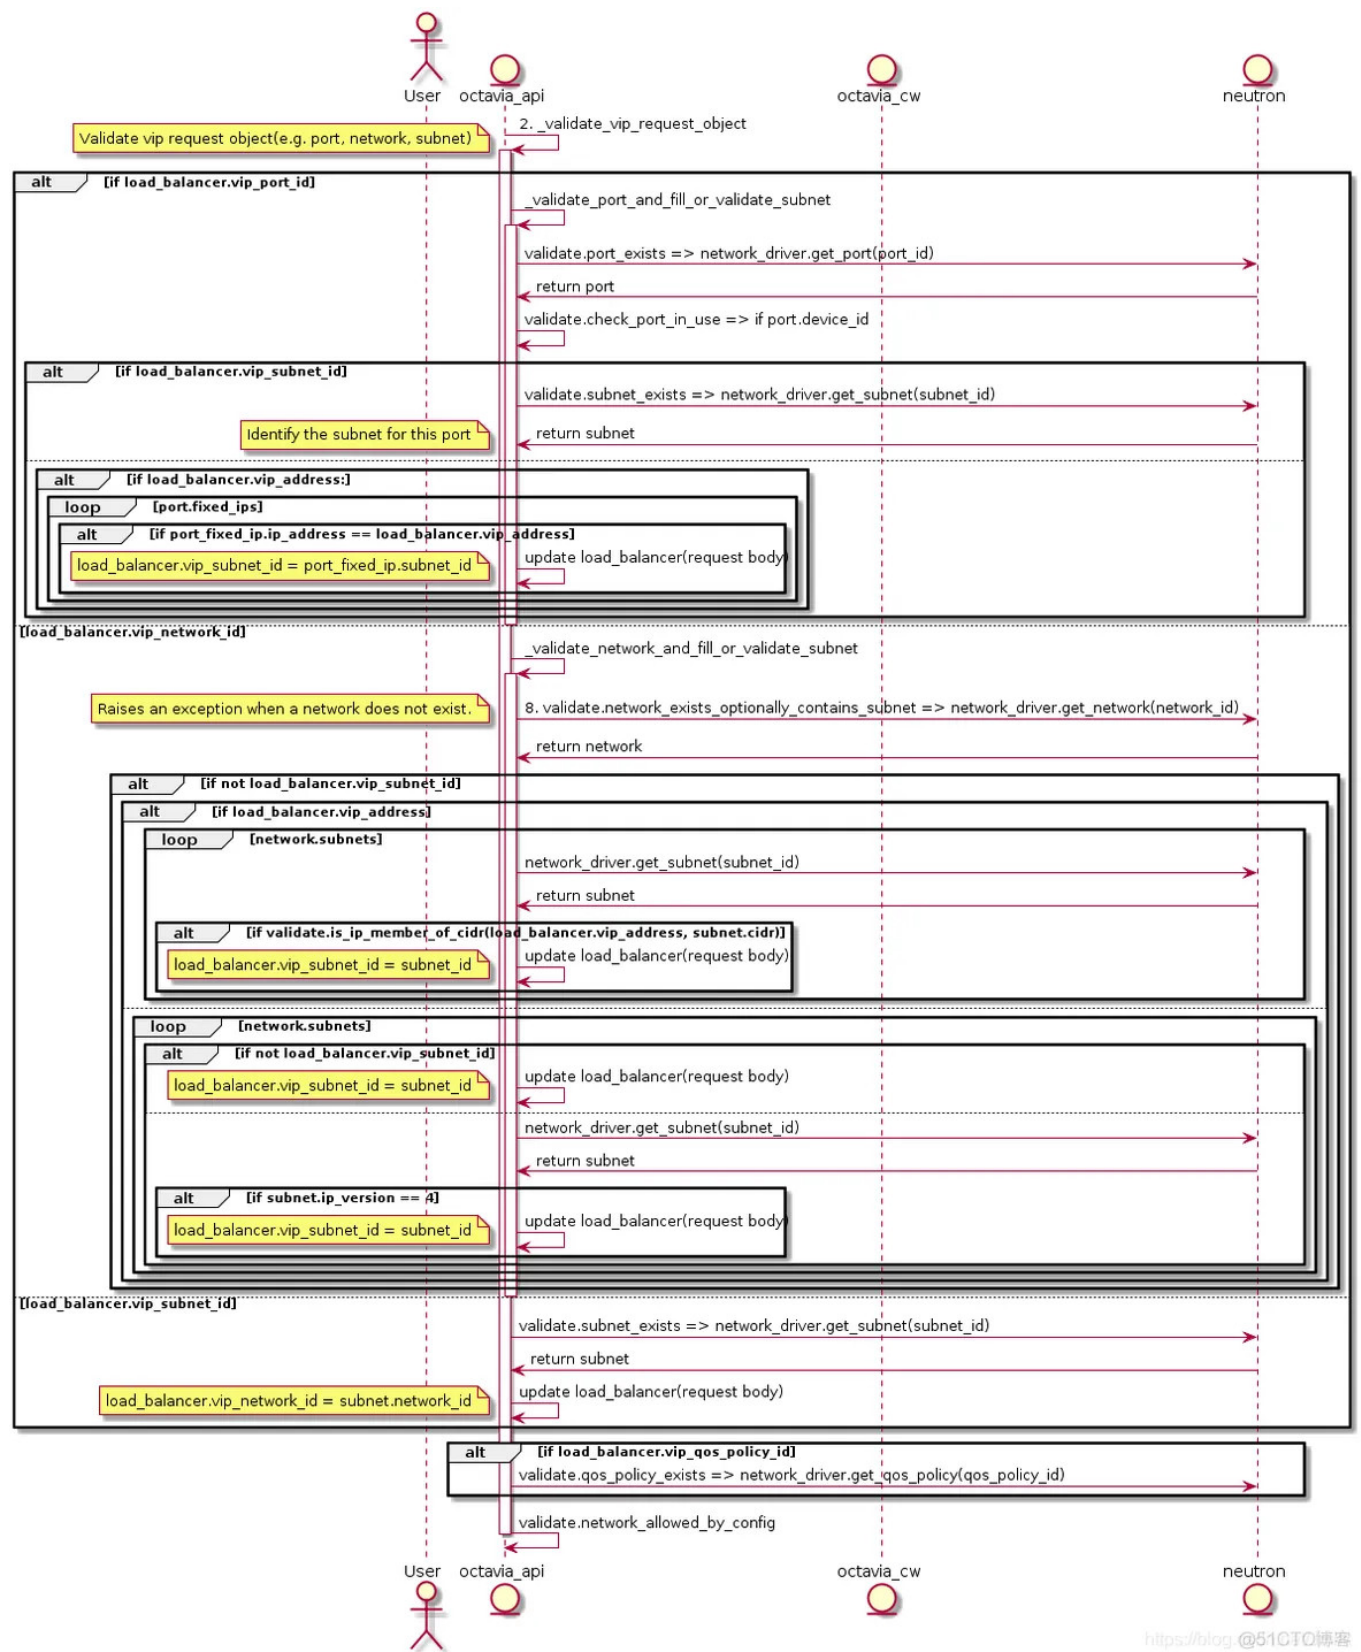 User
octavia_api
octavia_cw
neutron
2. _validate_vip_request_object
Validate vip request object(e.g. port, network, subnet)
alt [if load_balancer.vip_port_id]
_validate_port_and_fill_or_validate_subnet
validate.port_exists => network_driver.get_port(port_id)
return port
validate.check_port_in_use => if port.device_id
alt [if load_balancer.vip_subnet_id]
validate.subnet_exists => network_driver.get_subnet(subnet_id)
Identify the subnet for this port
return subnet
alt [if load_balancer.vip_address:]
loop [port.fixed_ips]
alt [if port_fixed_ip.ip_address == load_balancer.vip_address]
update load_balancer(request body)
load_balancer.vip_subnet_id = port_fixed_ip.subnet_id
[load_balancer.vip_network_id]
_validate_network_and_fill_or_validate_subnet
Raises an exception when a network does not exist.
8. validate.network_exists_optionally_contains_subnet => network_driver.get_network(network_id)
return network
alt [if not load_balancer.vip_subnet_id]
alt [if load_balancer.vip_address]
loop [network.subnets]
network_driver.get_subnet(subnet_id)
return subnet
alt [if validate.is_ip_member_of_cidr(load_balancer.vip_address, subnet.cidr)]
update load_balancer(request body)
load_balancer.vip_subnet_id = subnet_id
loop [network.subnets]
alt [if not load_balancer.vip_subnet_id]
update load_balancer(request body)
load_balancer.vip_subnet_id = subnet_id
network_driver.get_subnet(subnet_id)
return subnet
alt [if subnet.ip_version == 4]
update load_balancer(request body)
load_balancer.vip_subnet_id = subnet_id
[load_balancer.vip_subnet_id]
validate.subnet_exists => network_driver.get_subnet(subnet_id)
return subnet
update load_balancer(request body)
load_balancer.vip_network_id = subnet.network_id
alt [if load_balancer.vip_qos_policy_id]
validate.qos_policy_exists => network_driver.get_qos_policy(qos_policy_id)
validate.network_allowed_by_config
User
octavia_api
octavia_cw
neutron
https://blog.
@51CTO博客